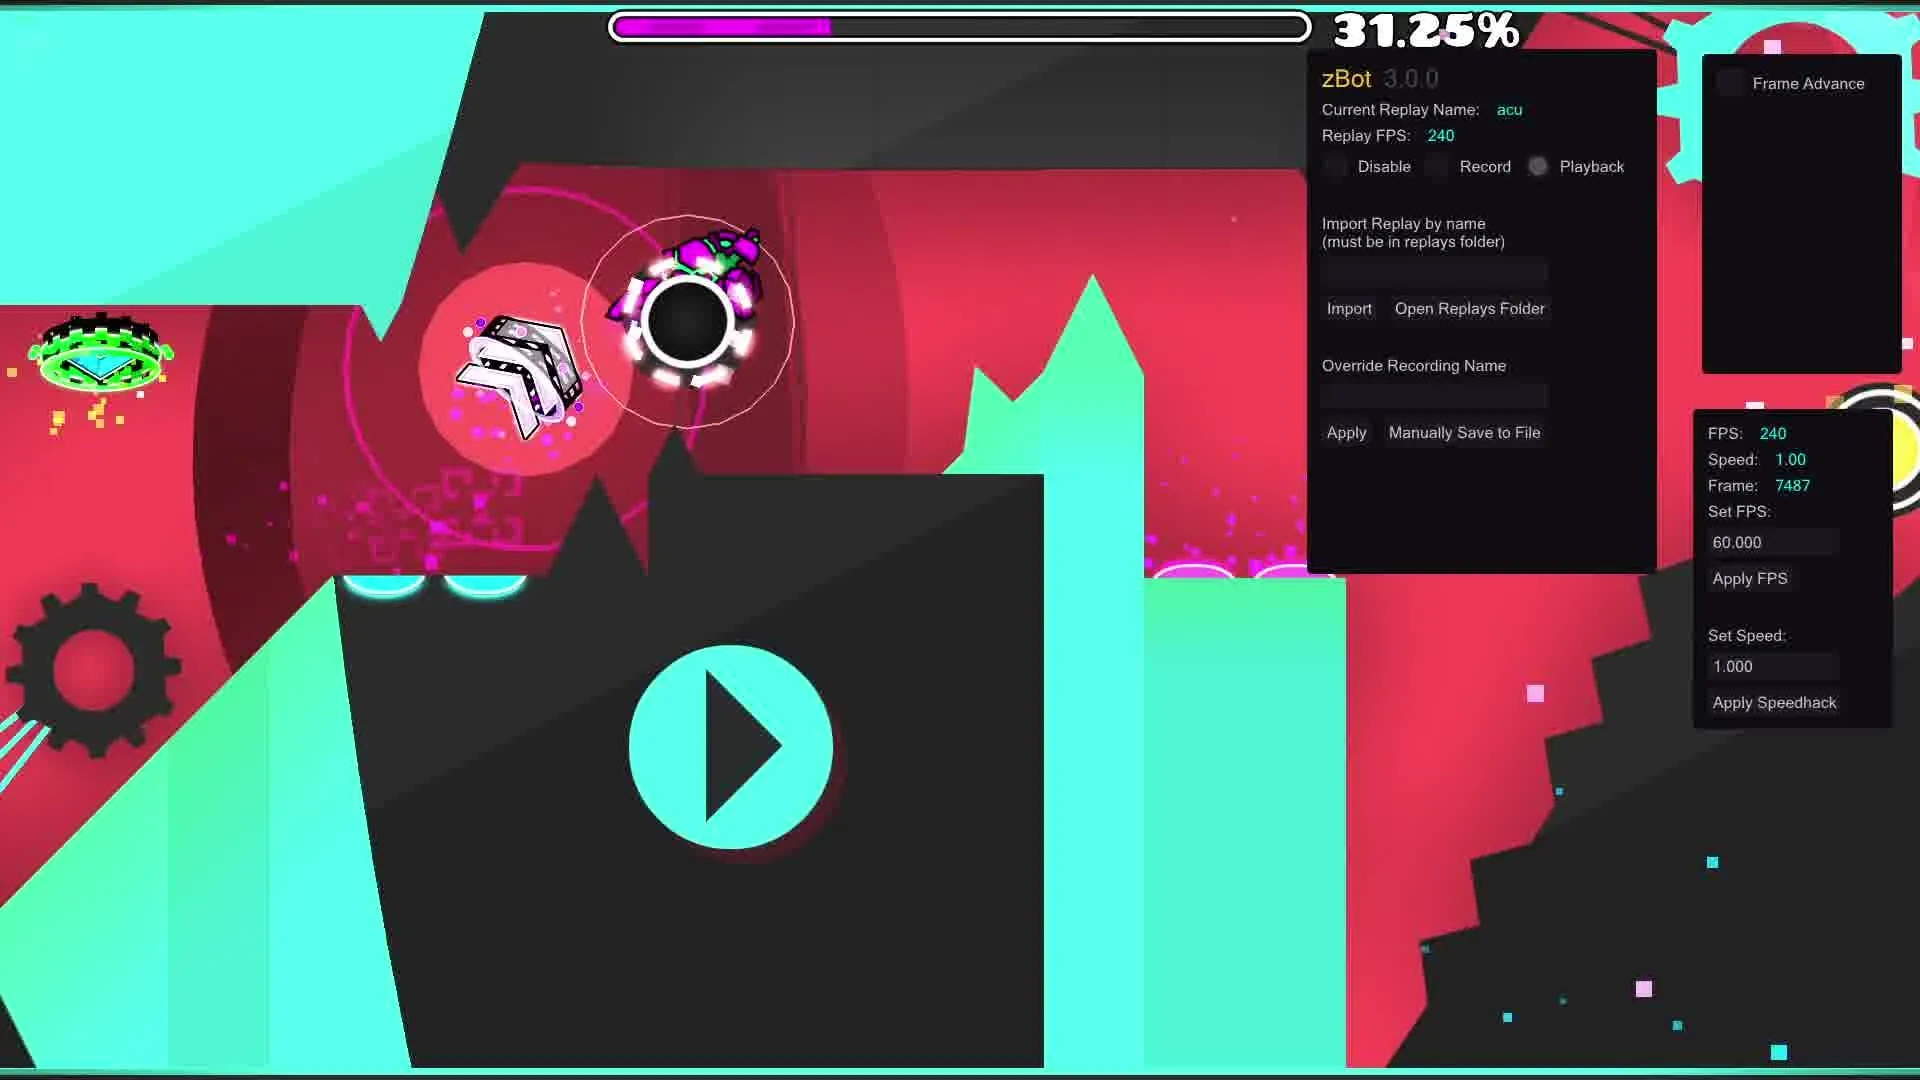 31.25%
zBot 3.0.0
Current Replay Name: acu
Replay FPS: 240
Disable Record Playback
Import Replay by name
(must be in replays folder)
Import Open Replays Folder
Override Recording Name
Apply Manually Save to File
Frame Advance
FPS: 240
Speed: 1.00
Frame: 7487
Set FPS:
60.000
Apply FPS
Set Speed:
1.000
Apply Speedhack